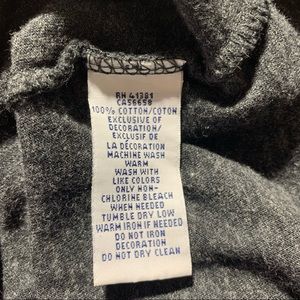 RN 41381
CA56658
100% COTTON/COTON
EXCLUSIVE OF
DECORATION/
EXCLUSIF DE
LA DÉCORATION
MACHINE WASH
WARM
WASH WITH
LIKE COLORS
ONLY NON-
CHLORINE BLEACH
WHEN NEEDED
TUMBLE DRY LOW
WARM IRON IF NEEDED
DO NOT IRON
DECORATION
DO NOT DRY CLEAN